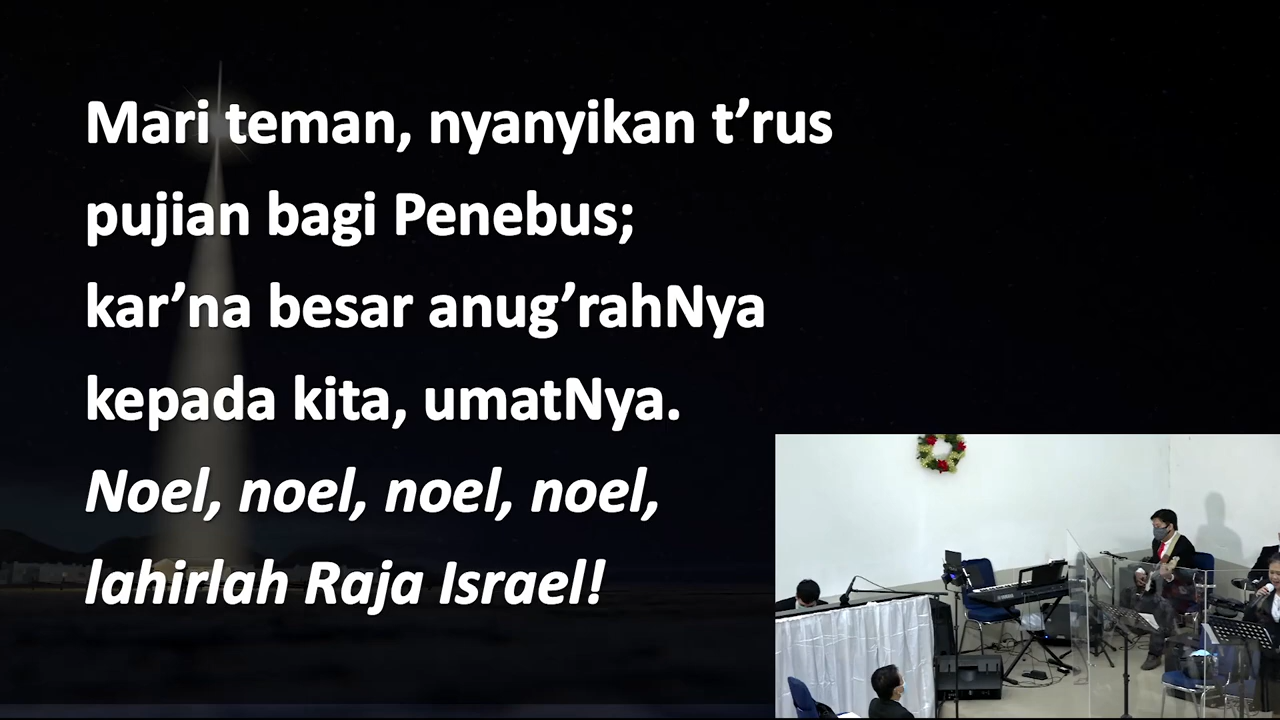 Mari teman, nyanyikan t’rus
pujian bagi Penebus;
kar’na besar anug’rahNya
kepada kita, umatNya.
Noel, noel, noel, noel,
lahirlah Raja Israel!